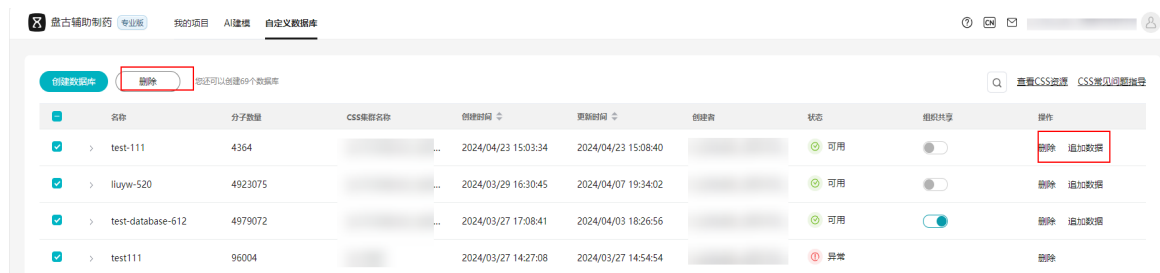 盘古辅助制药 专业版 我的项目 AI建模 自定义数据库 CN
创建数据库 删除 您还可以创建69个数据库 查看CSS资源 CSS常见问题指导
名称 分子数量 CSS集群名称 创建时间 更新时间 创建者 状态 组织共享 操作
test-111 4364 ... 2024/04/23 15:03:34 2024/04/23 15:08:40 可用 删除 追加数据
liuyw-520 4923075 ... 2024/03/29 16:30:45 2024/04/07 19:34:02 可用 删除 追加数据
test-database-612 4979072 ... 2024/03/27 17:08:41 2024/04/03 18:26:56 可用 删除 追加数据
test111 96004 2024/03/27 14:27:08 2024/03/27 14:54:54 异常 删除